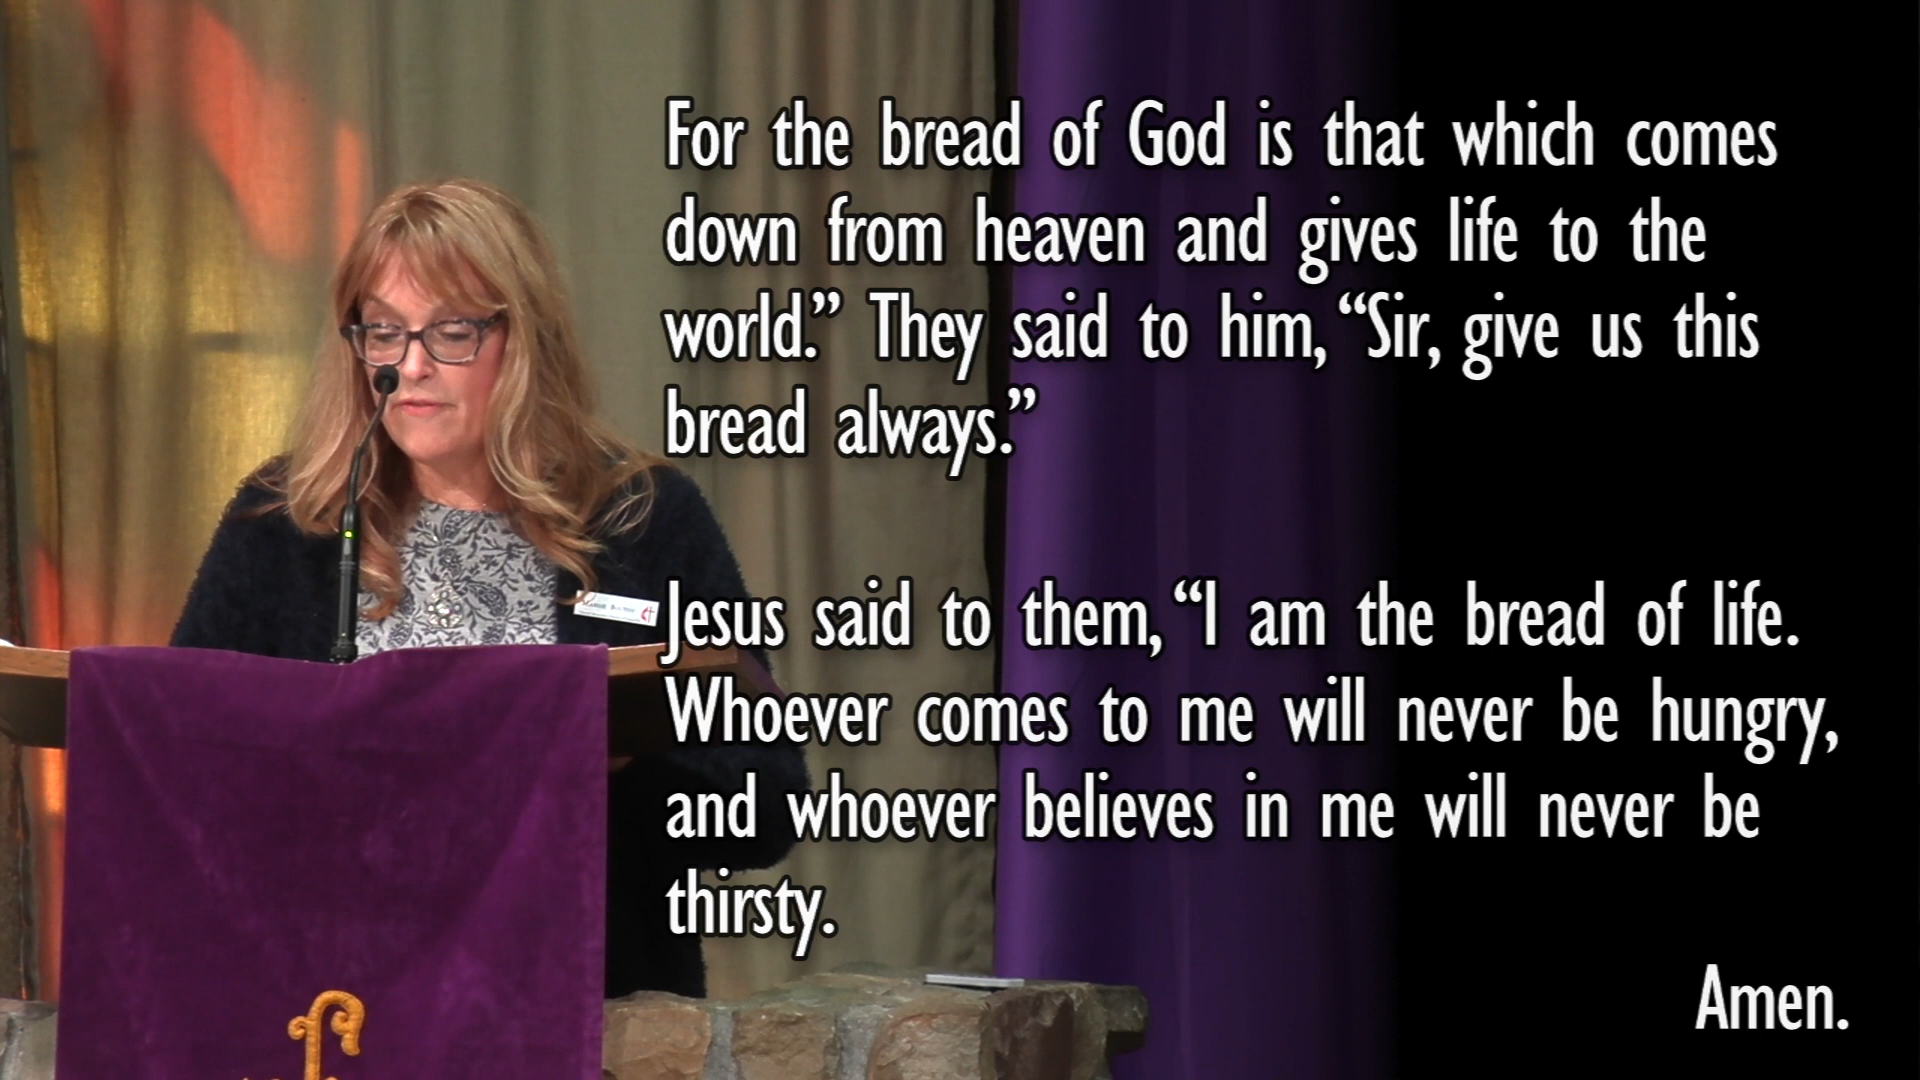 For the bread of God is that which comes
down from heaven and gives life to the
world.” They said to him, “Sir, give us this
bread always.”
Jesus said to them, “I am the bread of life.
Whoever comes to me will never be hungry,
and whoever believes in me will never be
thirsty.
Amen.